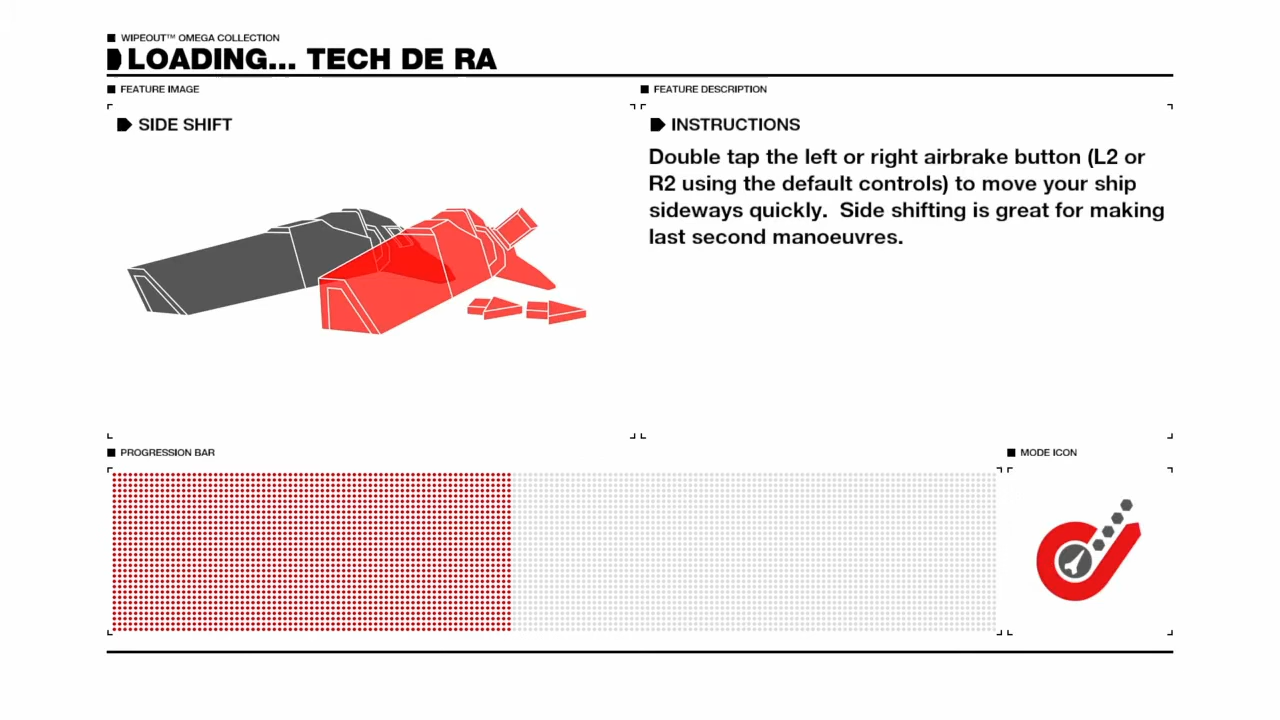 WIPEOUT™ OMEGA COLLECTION
LOADING... TECH DE RA
FEATURE IMAGE
SIDE SHIFT
FEATURE DESCRIPTION
INSTRUCTIONS
Double tap the left or right airbrake button (L2 or
R2 using the default controls) to move your ship
sideways quickly.  Side shifting is great for making
last second manoeuvres.
PROGRESSION BAR
MODE ICON